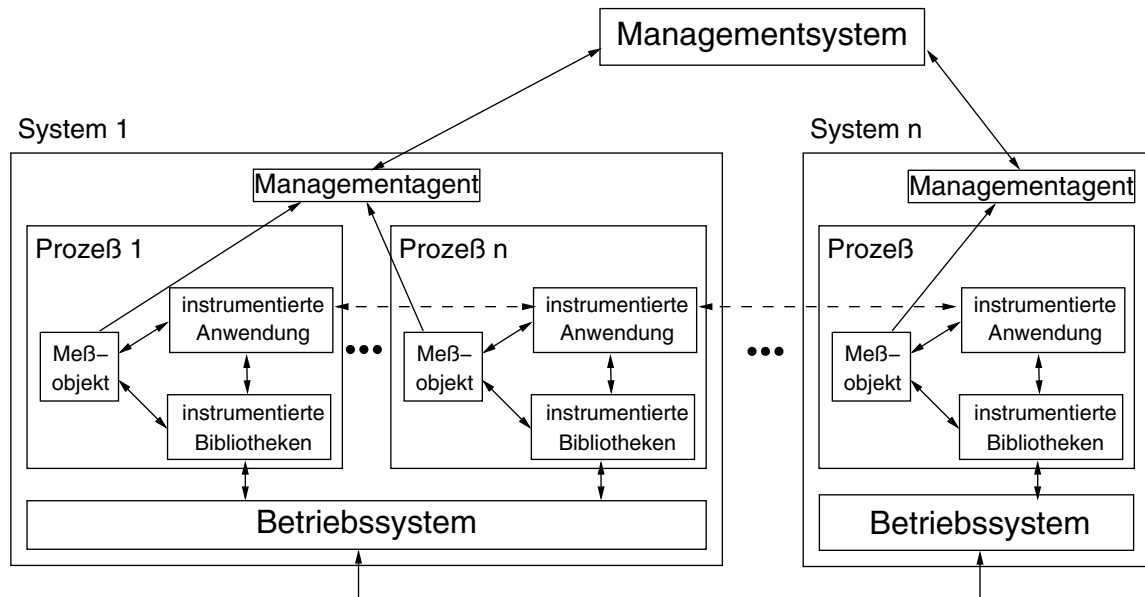 Managementsystem
System 1
System n
Managementagent
Managementagent
Prozeß 1
Prozeß n
Prozeß
instrumentierte
Anwendung
instrumentierte
Anwendung
instrumentierte
Anwendung
Meß–
objekt
Meß–
objekt
Meß–
objekt
instrumentierte
Bibliotheken
instrumentierte
Bibliotheken
instrumentierte
Bibliotheken
Betriebssystem
Betriebssystem